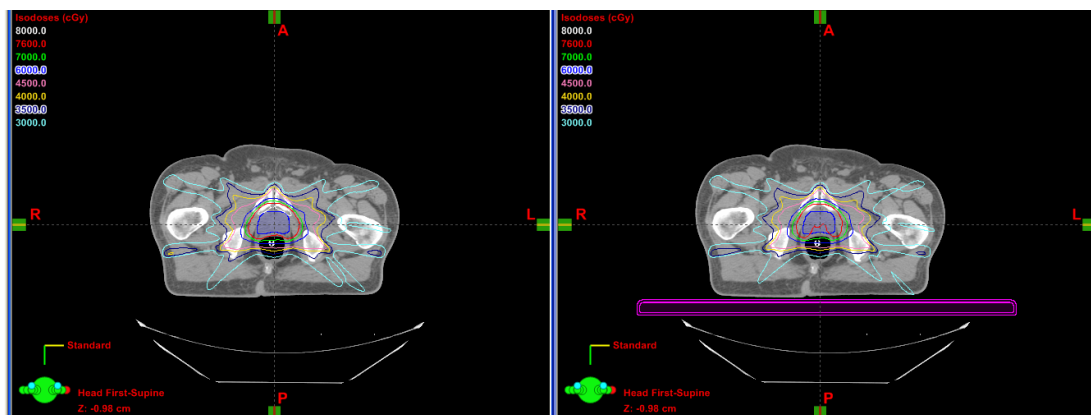 Isodoses (cGy)
8000.0
7600.0
7000.0
6000.0
4500.0
4000.0
3500.0
3000.0
A
R
L
Standard
Head First-Supine
Z: -0.96 cm
P
Isodoses (cGy)
8000.0
7600.0
7000.0
6000.0
4500.0
4000.0
3500.0
3000.0
A
R
L
Standard
Head First-Supine
Z: -0.96 cm
P